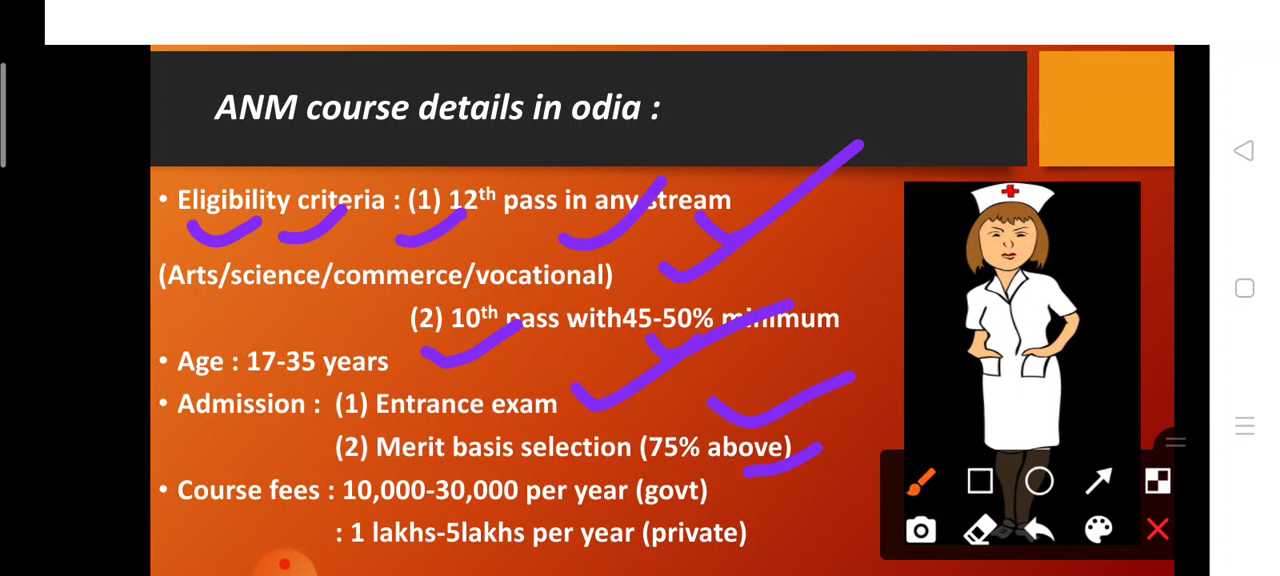 ANM course details in odia :
• Eligibility criteria : (1) 12th pass in any stream
(Arts/science/commerce/vocational)
(2) 10th pass with45-50% minimum
• Age : 17-35 years
• Admission : (1) Entrance exam
(2) Merit basis selection (75% above)
• Course fees : 10,000-30,000 per year (govt)
: 1 lakhs-5lakhs per year (private)